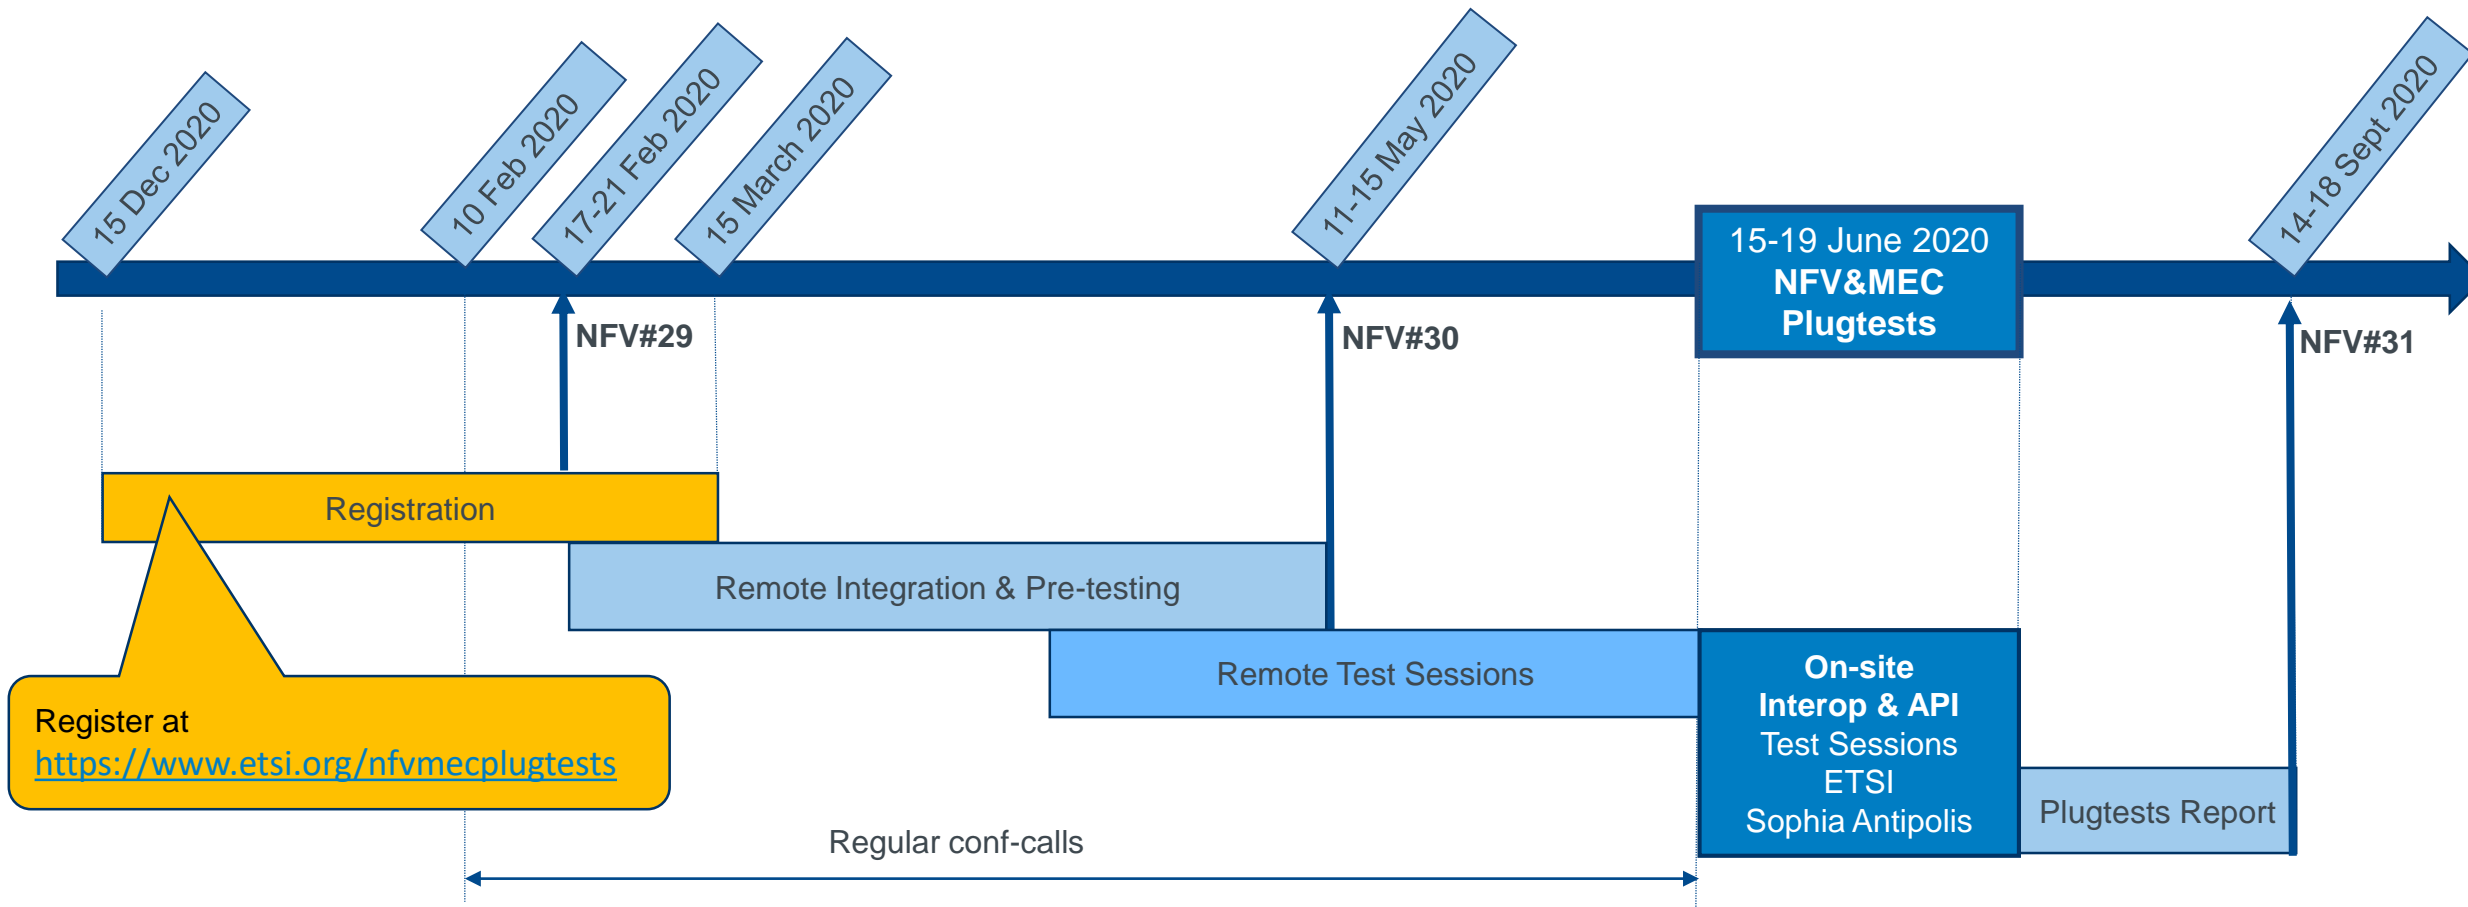 15 Dec 2020
10 Feb 2020
17-21 Feb 2020
15 March 2020
11-15 May 2020
14-18 Sept 2020
15-19 June 2020
NFV&MEC
Plugtests
NFV#29
NFV#30
NFV#31
Registration
Remote Integration & Pre-testing
Remote Test Sessions
On-site
Interop & API
Test Sessions
ETSI
Sophia Antipolis
Register at
https://www.etsi.org/nfvmecplugtests
Plugtests Report
Regular conf-calls